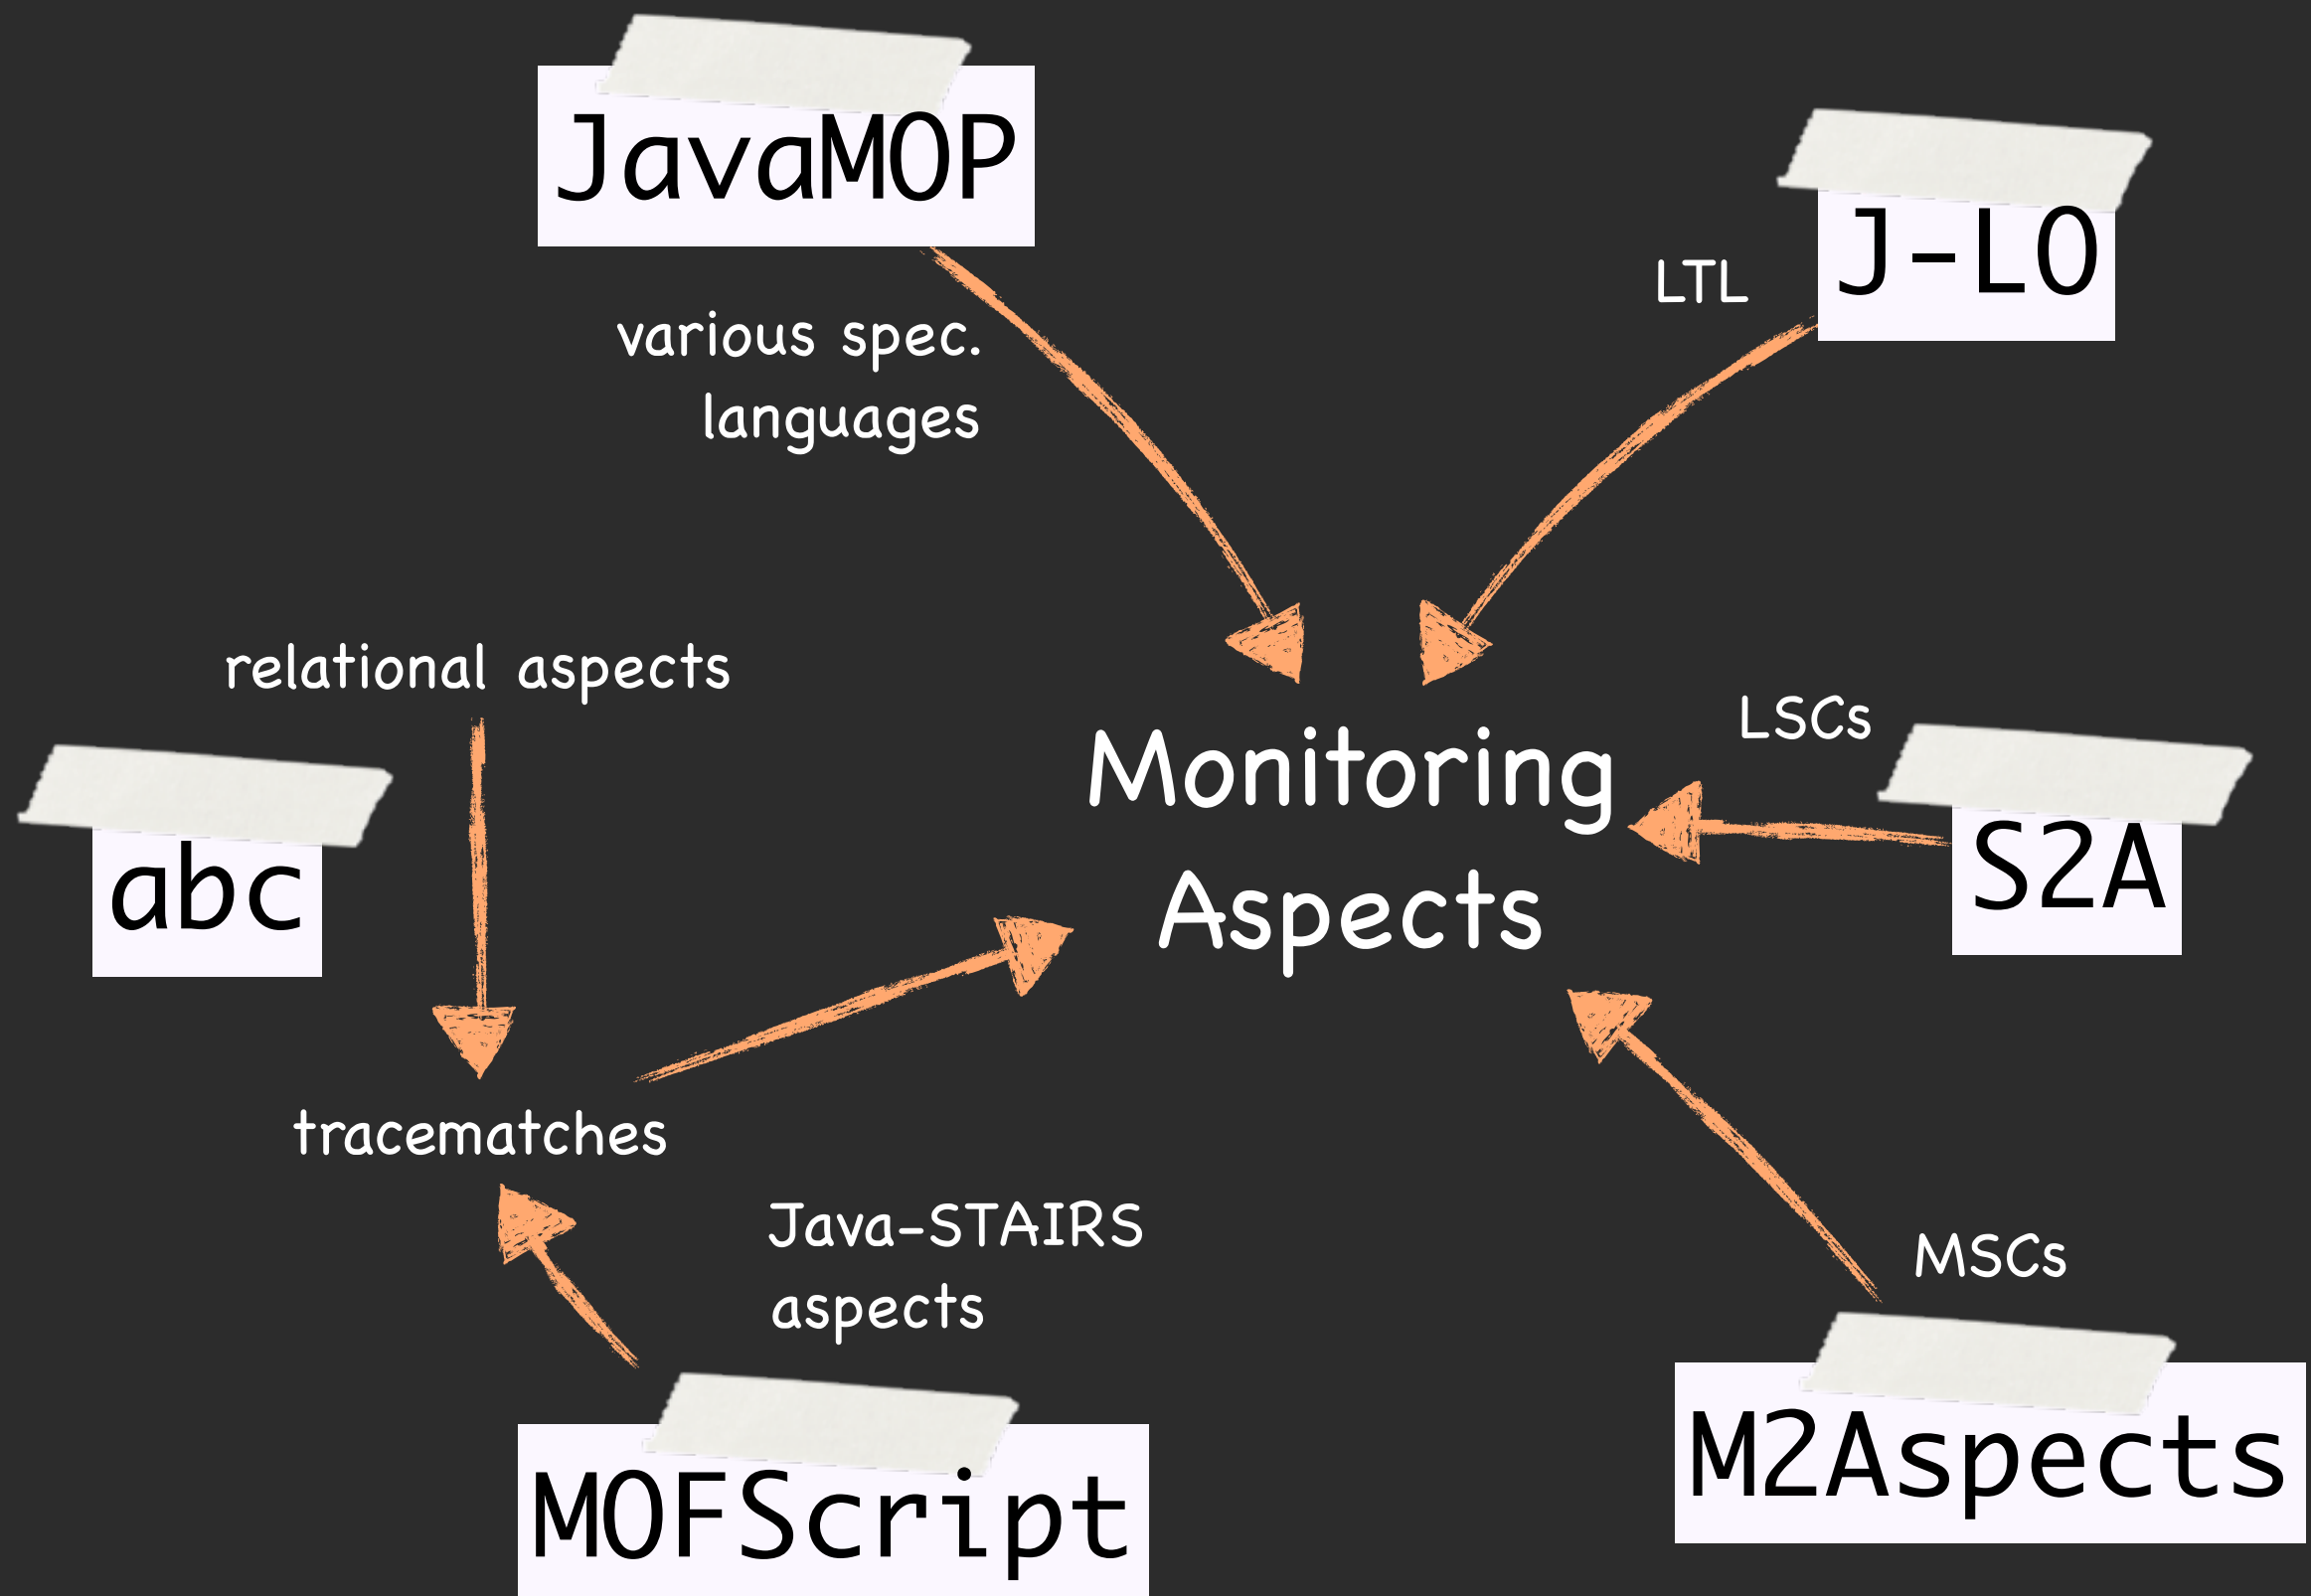 JavaMOP
J-LO
LTL
various spec.
languages
relational aspects
LSCs
Monitoring
Aspects
S2A
abc
tracematches
Java-STAIRS
aspects
MSCs
M2Aspects
MOFScript